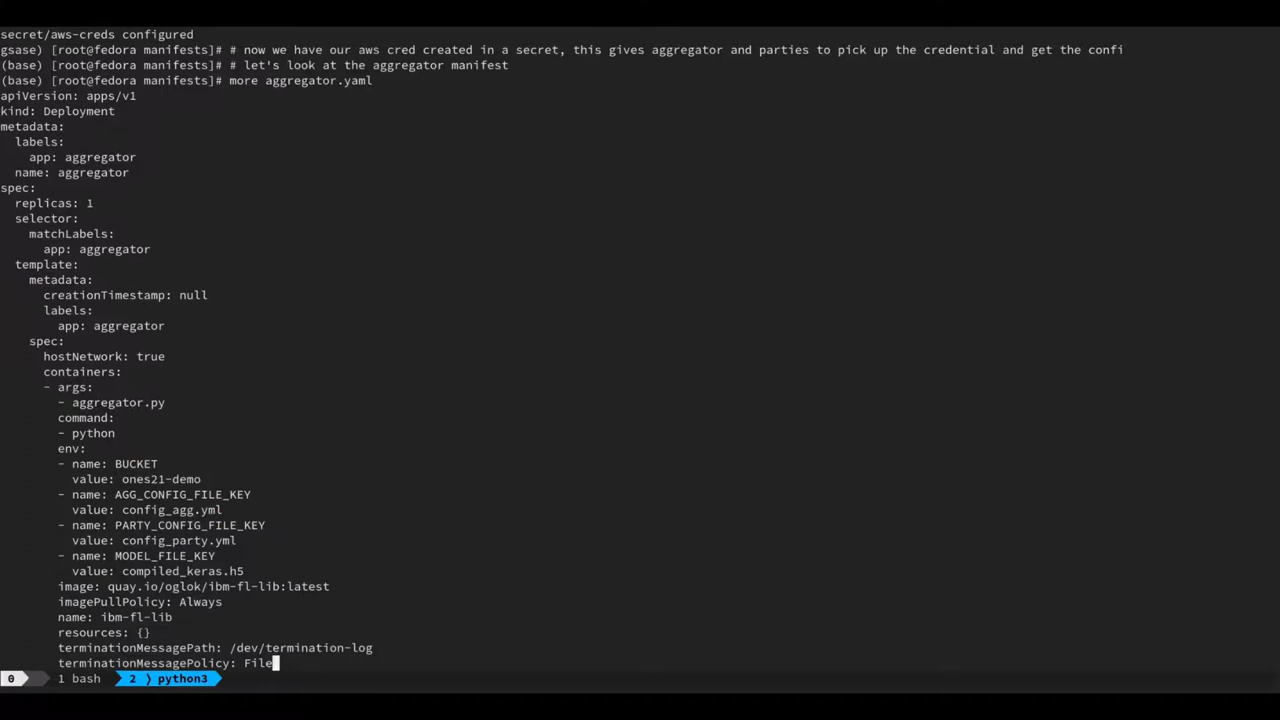 secret/aws-creds configured
gsase) [root@fedora manifests]# # now we have our aws cred created in a secret, this gives aggregator and parties to pick up the credential and get the confi
(base) [root@fedora manifests]# # let's look at the aggregator manifest
(base) [root@fedora manifests]# more aggregator.yaml
apiVersion: apps/v1
kind: Deployment
metadata:
  labels:
    app: aggregator
  name: aggregator
spec:
  replicas: 1
  selector:
    matchLabels:
      app: aggregator
  template:
    metadata:
      creationTimestamp: null
      labels:
        app: aggregator
    spec:
      hostNetwork: true
      containers:
      - args:
        - aggregator.py
        command:
        - python
        env:
        - name: BUCKET
          value: ones21-demo
        - name: AGG_CONFIG_FILE_KEY
          value: config_agg.yml
        - name: PARTY_CONFIG_FILE_KEY
          value: config_party.yml
        - name: MODEL_FILE_KEY
          value: compiled_keras.h5
        image: quay.io/oglok/ibm-fl-lib:latest
        imagePullPolicy: Always
        name: ibm-fl-lib
        resources: {}
        terminationMessagePath: /dev/termination-log
        terminationMessagePolicy: File
0 1 bash 2 ⟩ python3